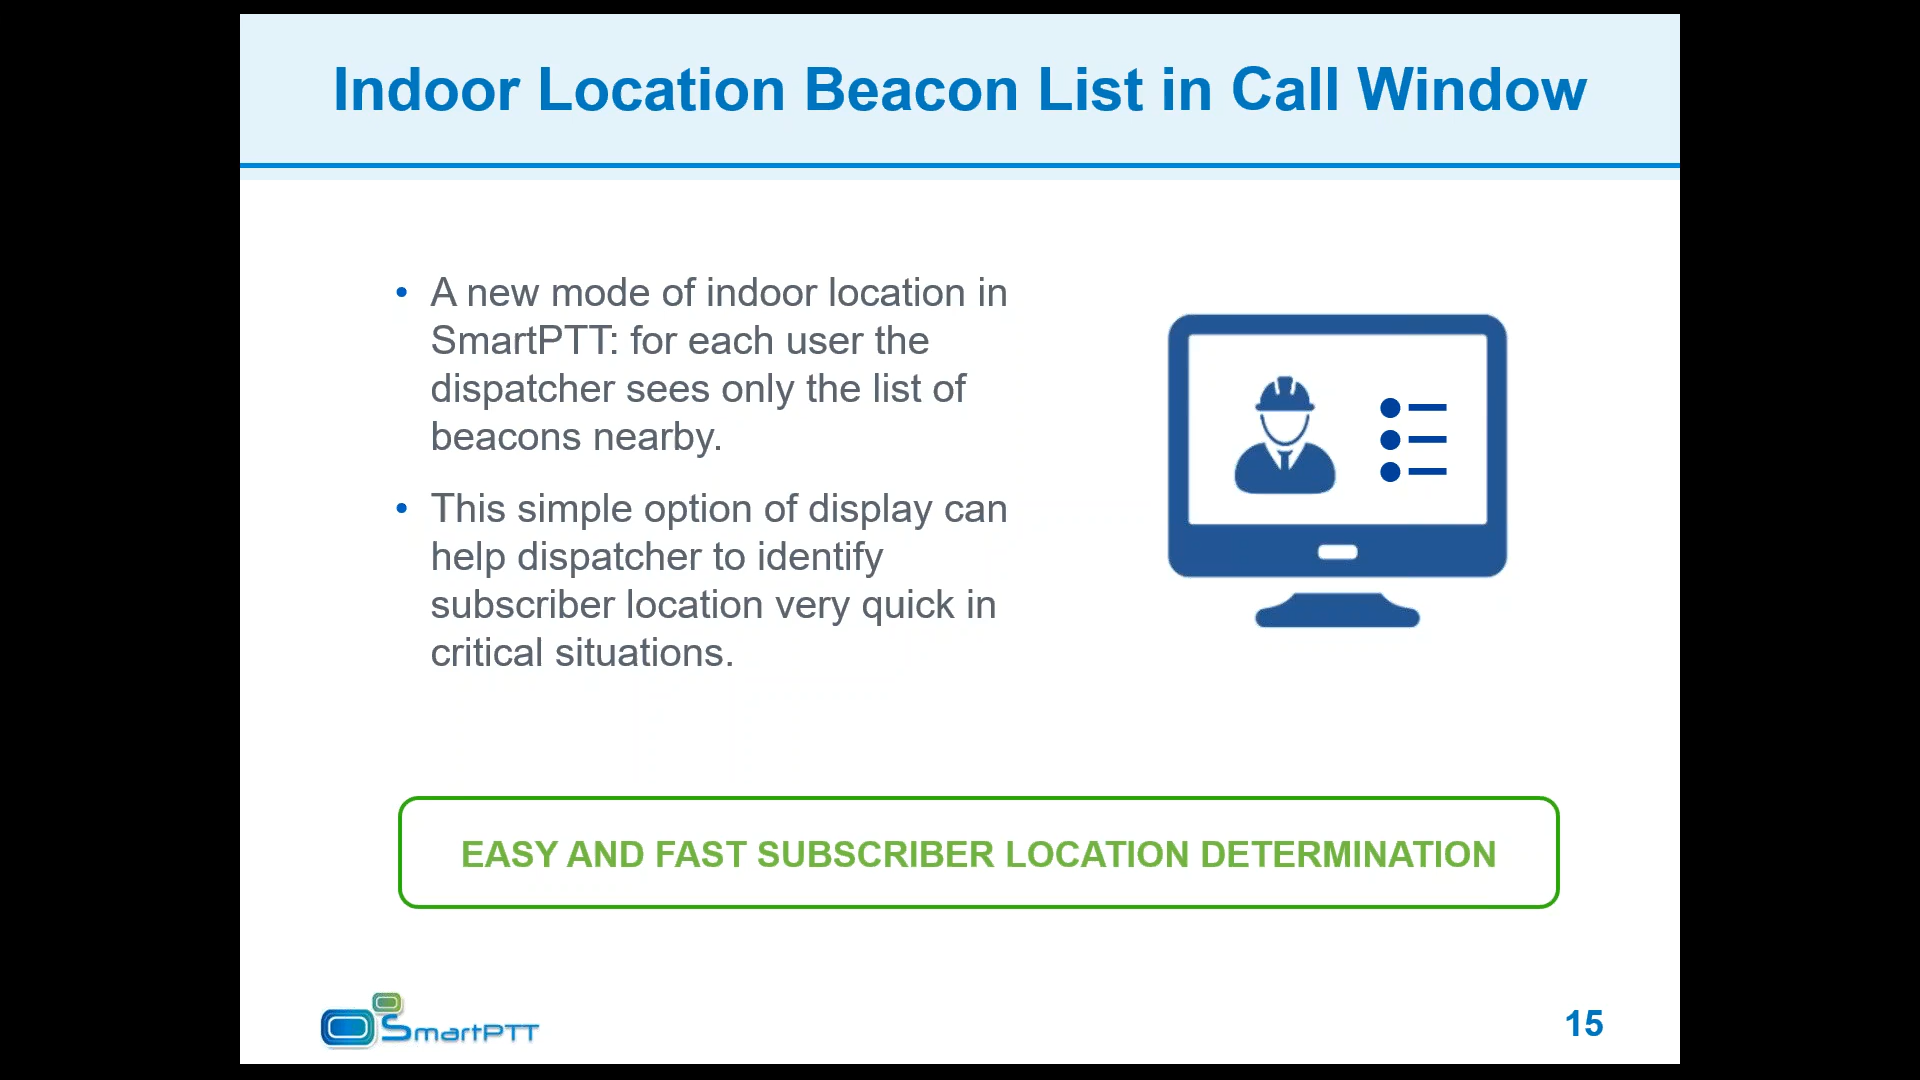 Indoor Location Beacon List in Call Window
• A new mode of indoor location in
SmartPTT: for each user the
dispatcher sees only the list of
beacons nearby.
• This simple option of display can
help dispatcher to identify
subscriber location very quick in
critical situations.
EASY AND FAST SUBSCRIBER LOCATION DETERMINATION
SmartPTT
15